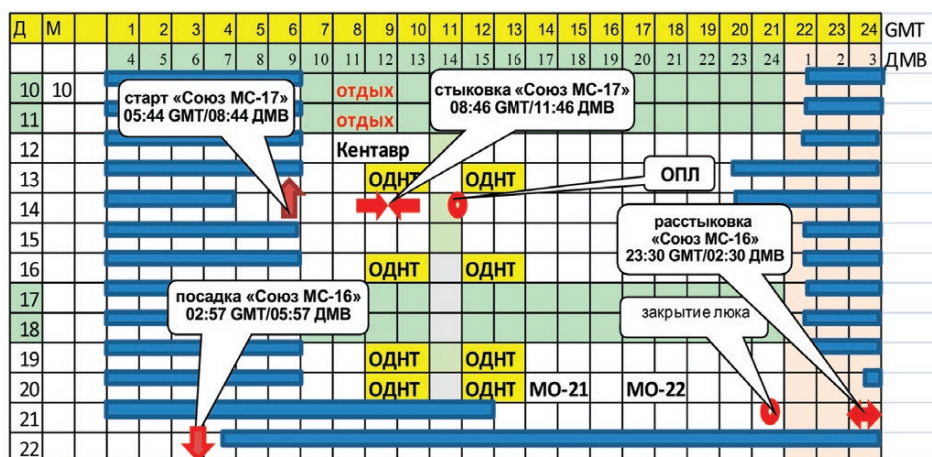 Д М 1 2 3 4 5 6 7 8 9 10 11 12 13 14 15 16 17 18 19 20 21 22 23 24 GMT
4 5 6 7 8 9 10 11 12 13 14 15 16 17 18 19 20 21 22 23 24 1 2 3 ДМВ
10 10 отдых
старт «Союз МС-17»
05:44 GMT/08:44 ДМВ
стыковка «Союз МС-17»
08:46 GMT/11:46 ДМВ
11 отдых
12 Кентавр
13 ОДНТ ОДНТ ОПЛ
14
расстыковка
«Союз МС-16»
23:30 GMT/02:30 ДМВ
15
16 ОДНТ ОДНТ
посадка «Союз МС-16»
02:57 GMT/05:57 ДМВ
17
закрытие люка
18
19 ОДНТ ОДНТ
20 ОДНТ ОДНТ МО-21 МО-22
21
22